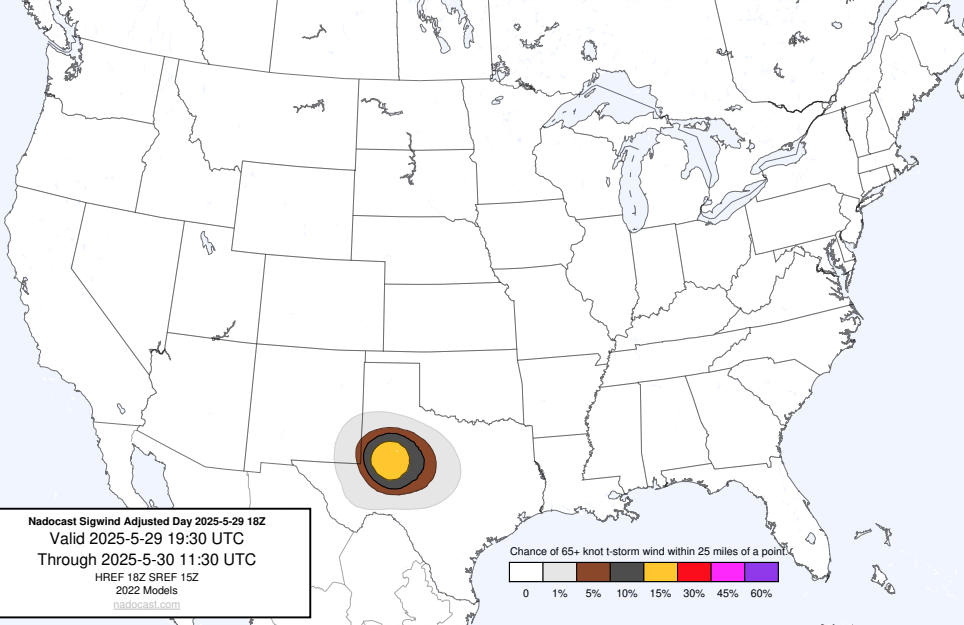 Nadocast Sigwind Adjusted Day 2025-5-29 18Z
Valid 2025-5-29 19:30 UTC
Through 2025-5-30 11:30 UTC
HREF 18Z SREF 15Z
2022 Models
nadocast.com
Chance of 65+ knot t-storm wind within 25 miles of a point.
0 1% 5% 10% 15% 30% 45% 60%